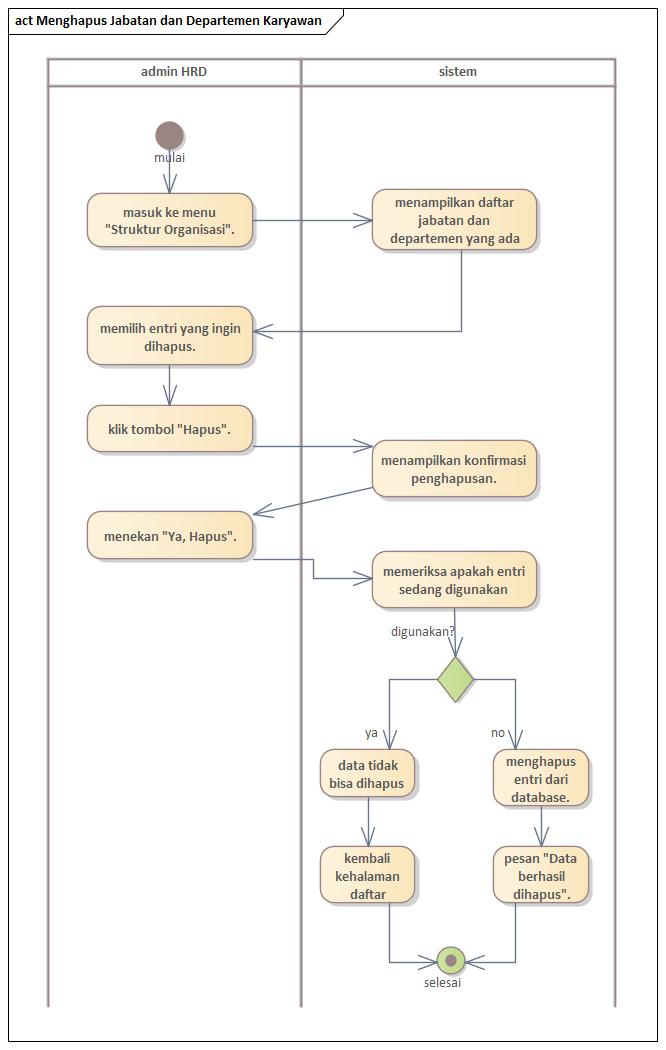 act Menghapus Jabatan dan Departemen Karyawan
admin HRD
sistem
mulai
masuk ke menu
"Struktur Organisasi".
menampilkan daftar
jabatan dan
departemen yang ada
memilih entri yang ingin
dihapus.
klik tombol "Hapus".
menampilkan konfirmasi
penghapusan.
menekan "Ya, Hapus".
memeriksa apakah entri
sedang digunakan
digunakan?
ya
no
data tidak
bisa dihapus
menghapus
entri dari
database.
kembali
kehalaman
daftar
pesan "Data
berhasil
dihapus".
selesai